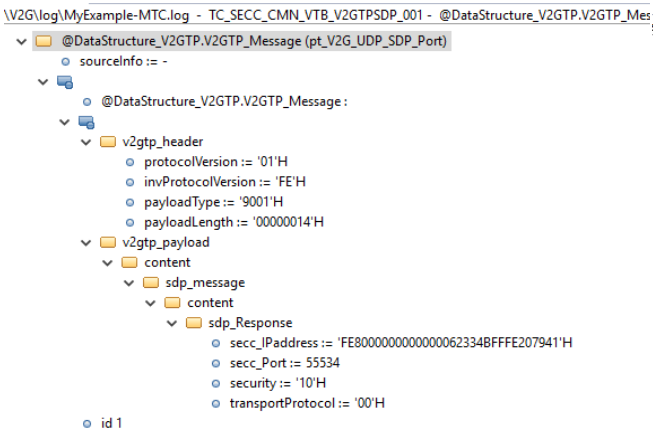 \V2G\log\MyExample-MTC.log - TC_SECC_CMN_VTB_V2GTPSDP_001 - @DataStructure_V2GTP.V2GTP_Mes
@DataStructure_V2GTP.V2GTP_Message (pt_V2G_UDP_SDP_Port)
sourceInfo := -
@DataStructure_V2GTP.V2GTP_Message :
v2gtp_header
protocolVersion := '01'H
invProtocolVersion := 'FE'H
payloadType := '9001'H
payloadLength := '00000014'H
v2gtp_payload
content
sdp_message
content
sdp_Response
secc_IPaddress := 'FE8000000000000062334BFFFE207941'H
secc_Port := 55534
security := '10'H
transportProtocol := '00'H
id 1